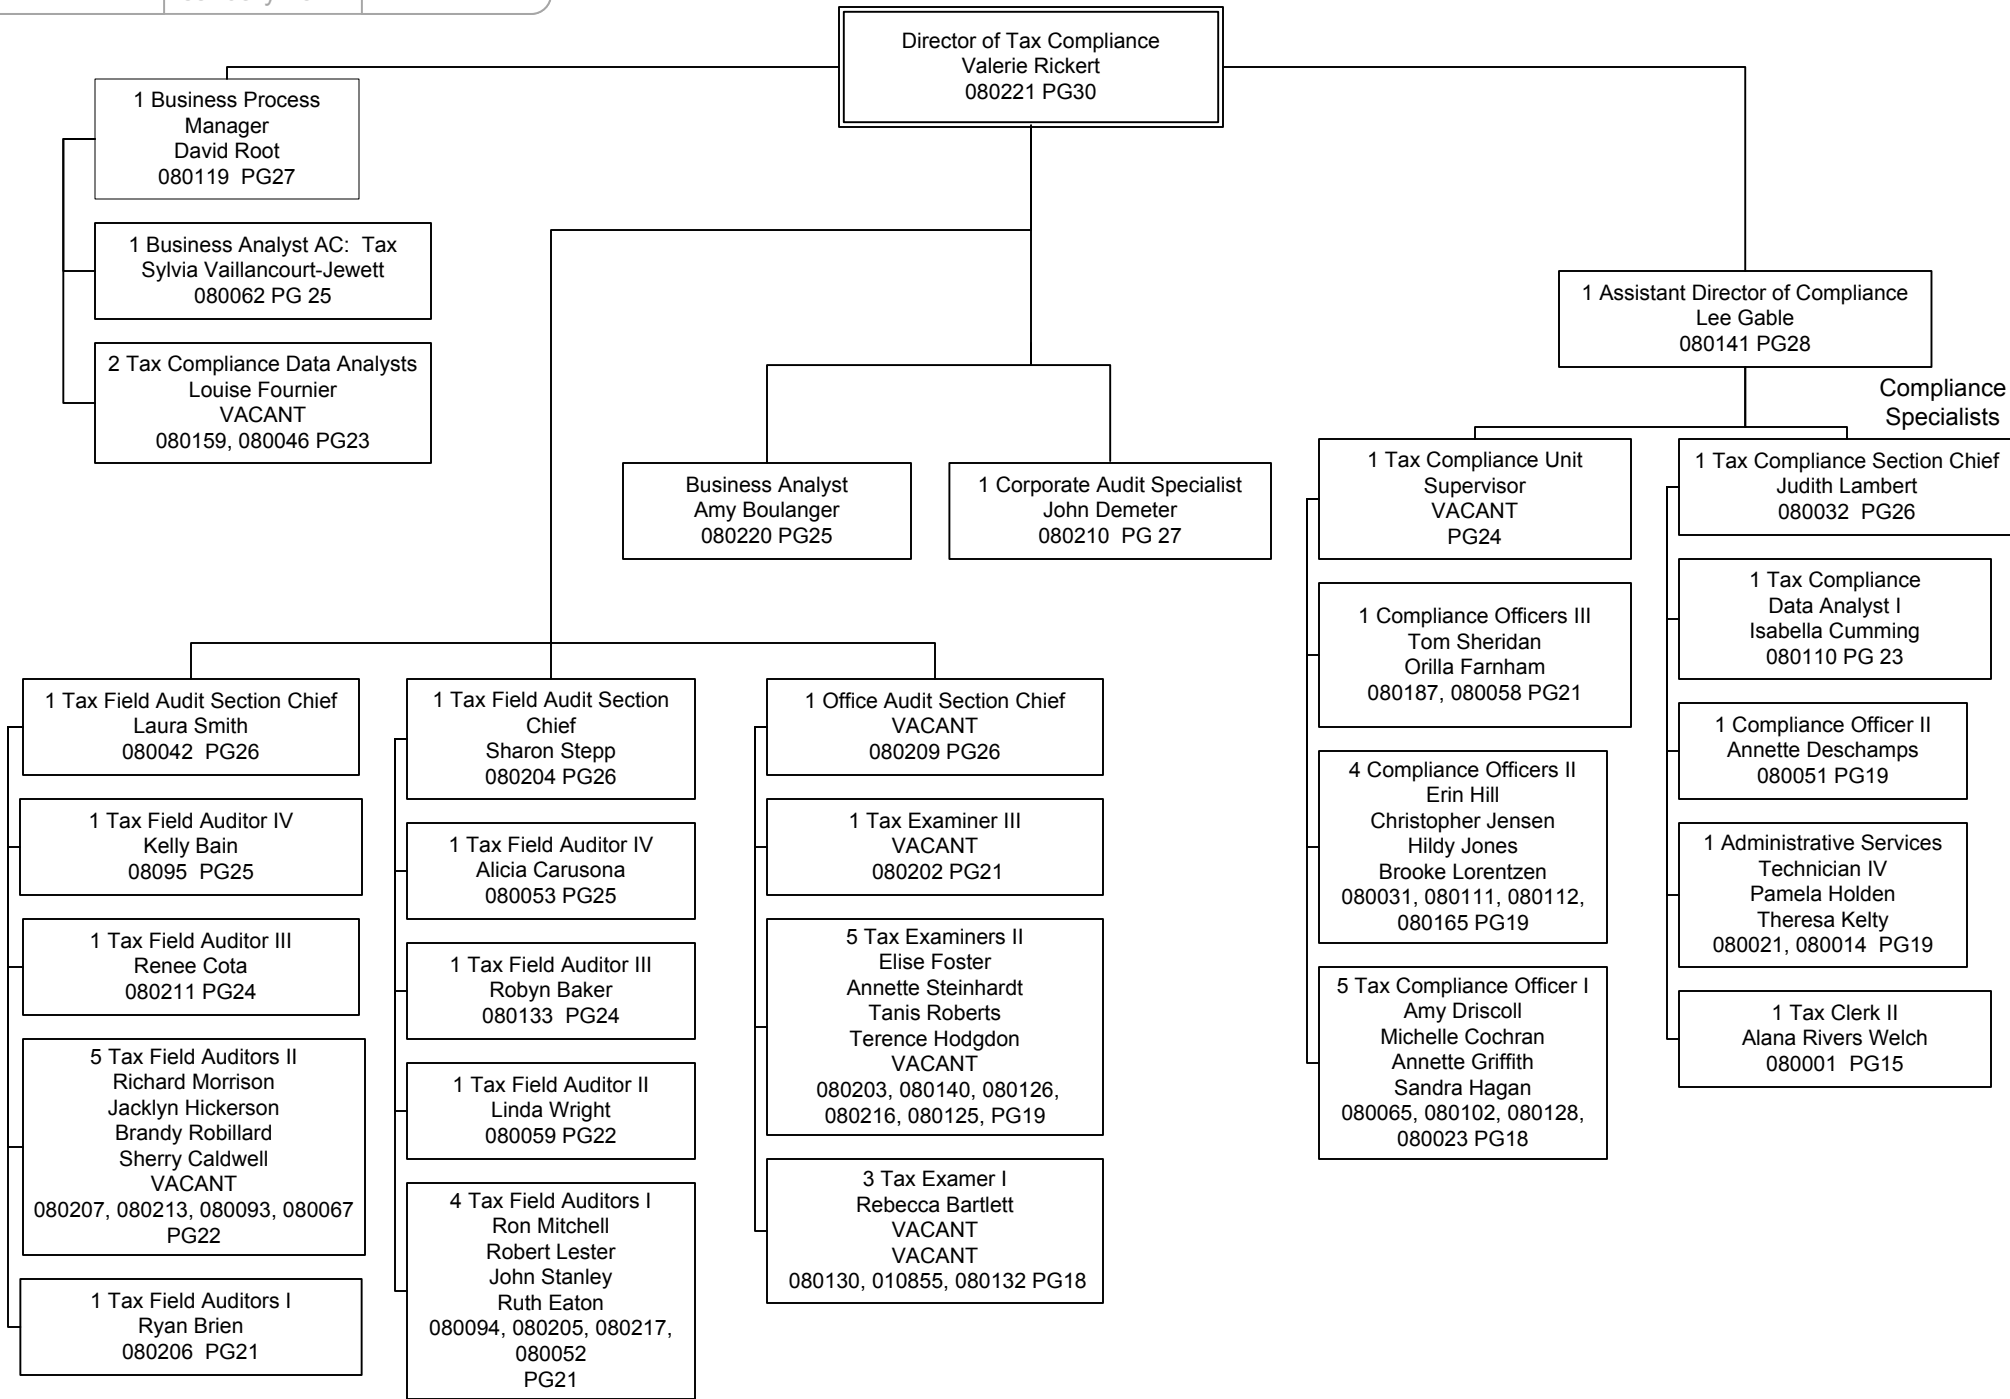 Director of Tax Compliance
Valerie Rickert
080221 PG30
1 Business Process
Manager
David Root
080119  PG27
1 Business Analyst AC:  Tax
Sylvia Vaillancourt-Jewett
080062 PG 25
2 Tax Compliance Data Analysts
Louise Fournier
VACANT
080159, 080046 PG23
Business Analyst
Amy Boulanger
080220 PG25
1 Corporate Audit Specialist
John Demeter
080210  PG 27
1 Assistant Director of Compliance
Lee Gable
080141 PG28
Compliance
Specialists
1 Tax Compliance Unit
Supervisor
VACANT
PG24
1 Compliance Officers III
Tom Sheridan
Orilla Farnham
080187, 080058 PG21
4 Compliance Officers II
Erin Hill
Christopher Jensen
Hildy Jones
Brooke Lorentzen
080031, 080111, 080112,
080165 PG19
5 Tax Compliance Officer I
Amy Driscoll
Michelle Cochran
Annette Griffith
Sandra Hagan
080065, 080102, 080128,
080023 PG18
1 Tax Compliance Section Chief
Judith Lambert
080032  PG26
1 Tax Compliance
Data Analyst I
Isabella Cumming
080110 PG 23
1 Compliance Officer II
Annette Deschamps
080051 PG19
1 Administrative Services
Technician IV
Pamela Holden
Theresa Kelty
080021, 080014  PG19
1 Tax Clerk II
Alana Rivers Welch
080001  PG15
1 Tax Field Audit Section Chief
Laura Smith
080042  PG26
1 Tax Field Auditor IV
Kelly Bain
08095  PG25
1 Tax Field Auditor III
Renee Cota
080211 PG24
5 Tax Field Auditors II
Richard Morrison
Jacklyn Hickerson
Brandy Robillard
Sherry Caldwell
VACANT
080207, 080213, 080093, 080067
PG22
1 Tax Field Auditors I
Ryan Brien
080206  PG21
1 Tax Field Audit Section
Chief
Sharon Stepp
080204 PG26
1 Tax Field Auditor IV
Alicia Carusona
080053 PG25
1 Tax Field Auditor III
Robyn Baker
080133  PG24
1 Tax Field Auditor II
Linda Wright
080059 PG22
4 Tax Field Auditors I
Ron Mitchell
Robert Lester
John Stanley
Ruth Eaton
080094, 080205, 080217,
080052
PG21
1 Office Audit Section Chief
VACANT
080209 PG26
1 Tax Examiner III
VACANT
080202 PG21
5 Tax Examiners II
Elise Foster
Annette Steinhardt
Tanis Roberts
Terence Hodgdon
VACANT
080203, 080140, 080126,
080216, 080125, PG19
3 Tax Examer I
Rebecca Bartlett
VACANT
VACANT
080130, 010855, 080132 PG18